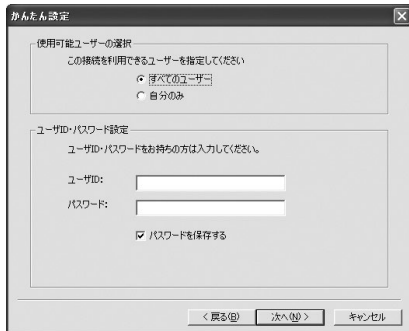 かんたん設定
使用可能ユーザーの選択
この接続を利用できるユーザーを指定してください
すべてのユーザー
自分のみ
ユーザID・パスワード設定
ユーザID・パスワードをお持ちの方は入力してください。
ユーザID:
パスワード:
パスワードを保存する
< 戻る(B) 次へ(N) > キャンセル